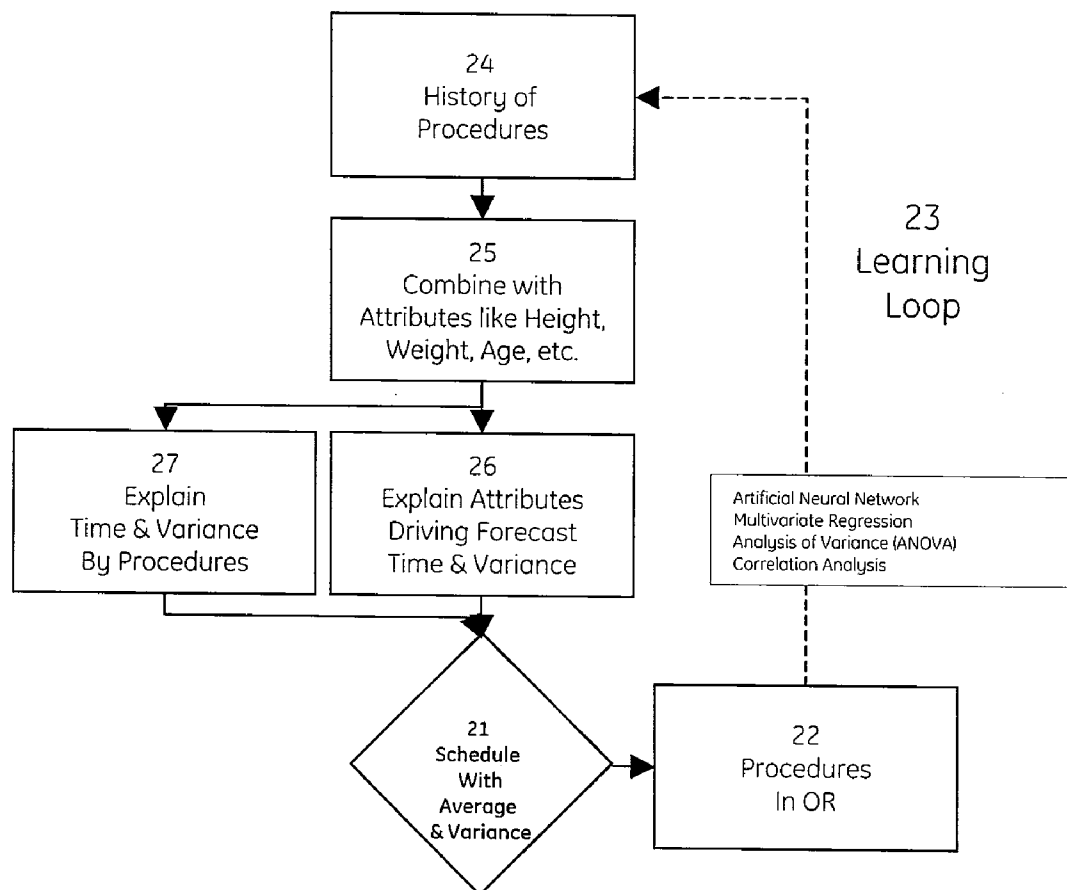 24
History of
Procedures
25
Combine with
Attributes like Height,
Weight, Age, etc.
23
Learning
Loop
27
Explain
Time & Variance
By Procedures
26
Explain Attributes
Driving Forecast
Time & Variance
Artificial Neural Network
Multivariate Regression
Analysis of Variance (ANOVA)
Correlation Analysis
21
Schedule
With
Average
& Variance
22
Procedures
In OR